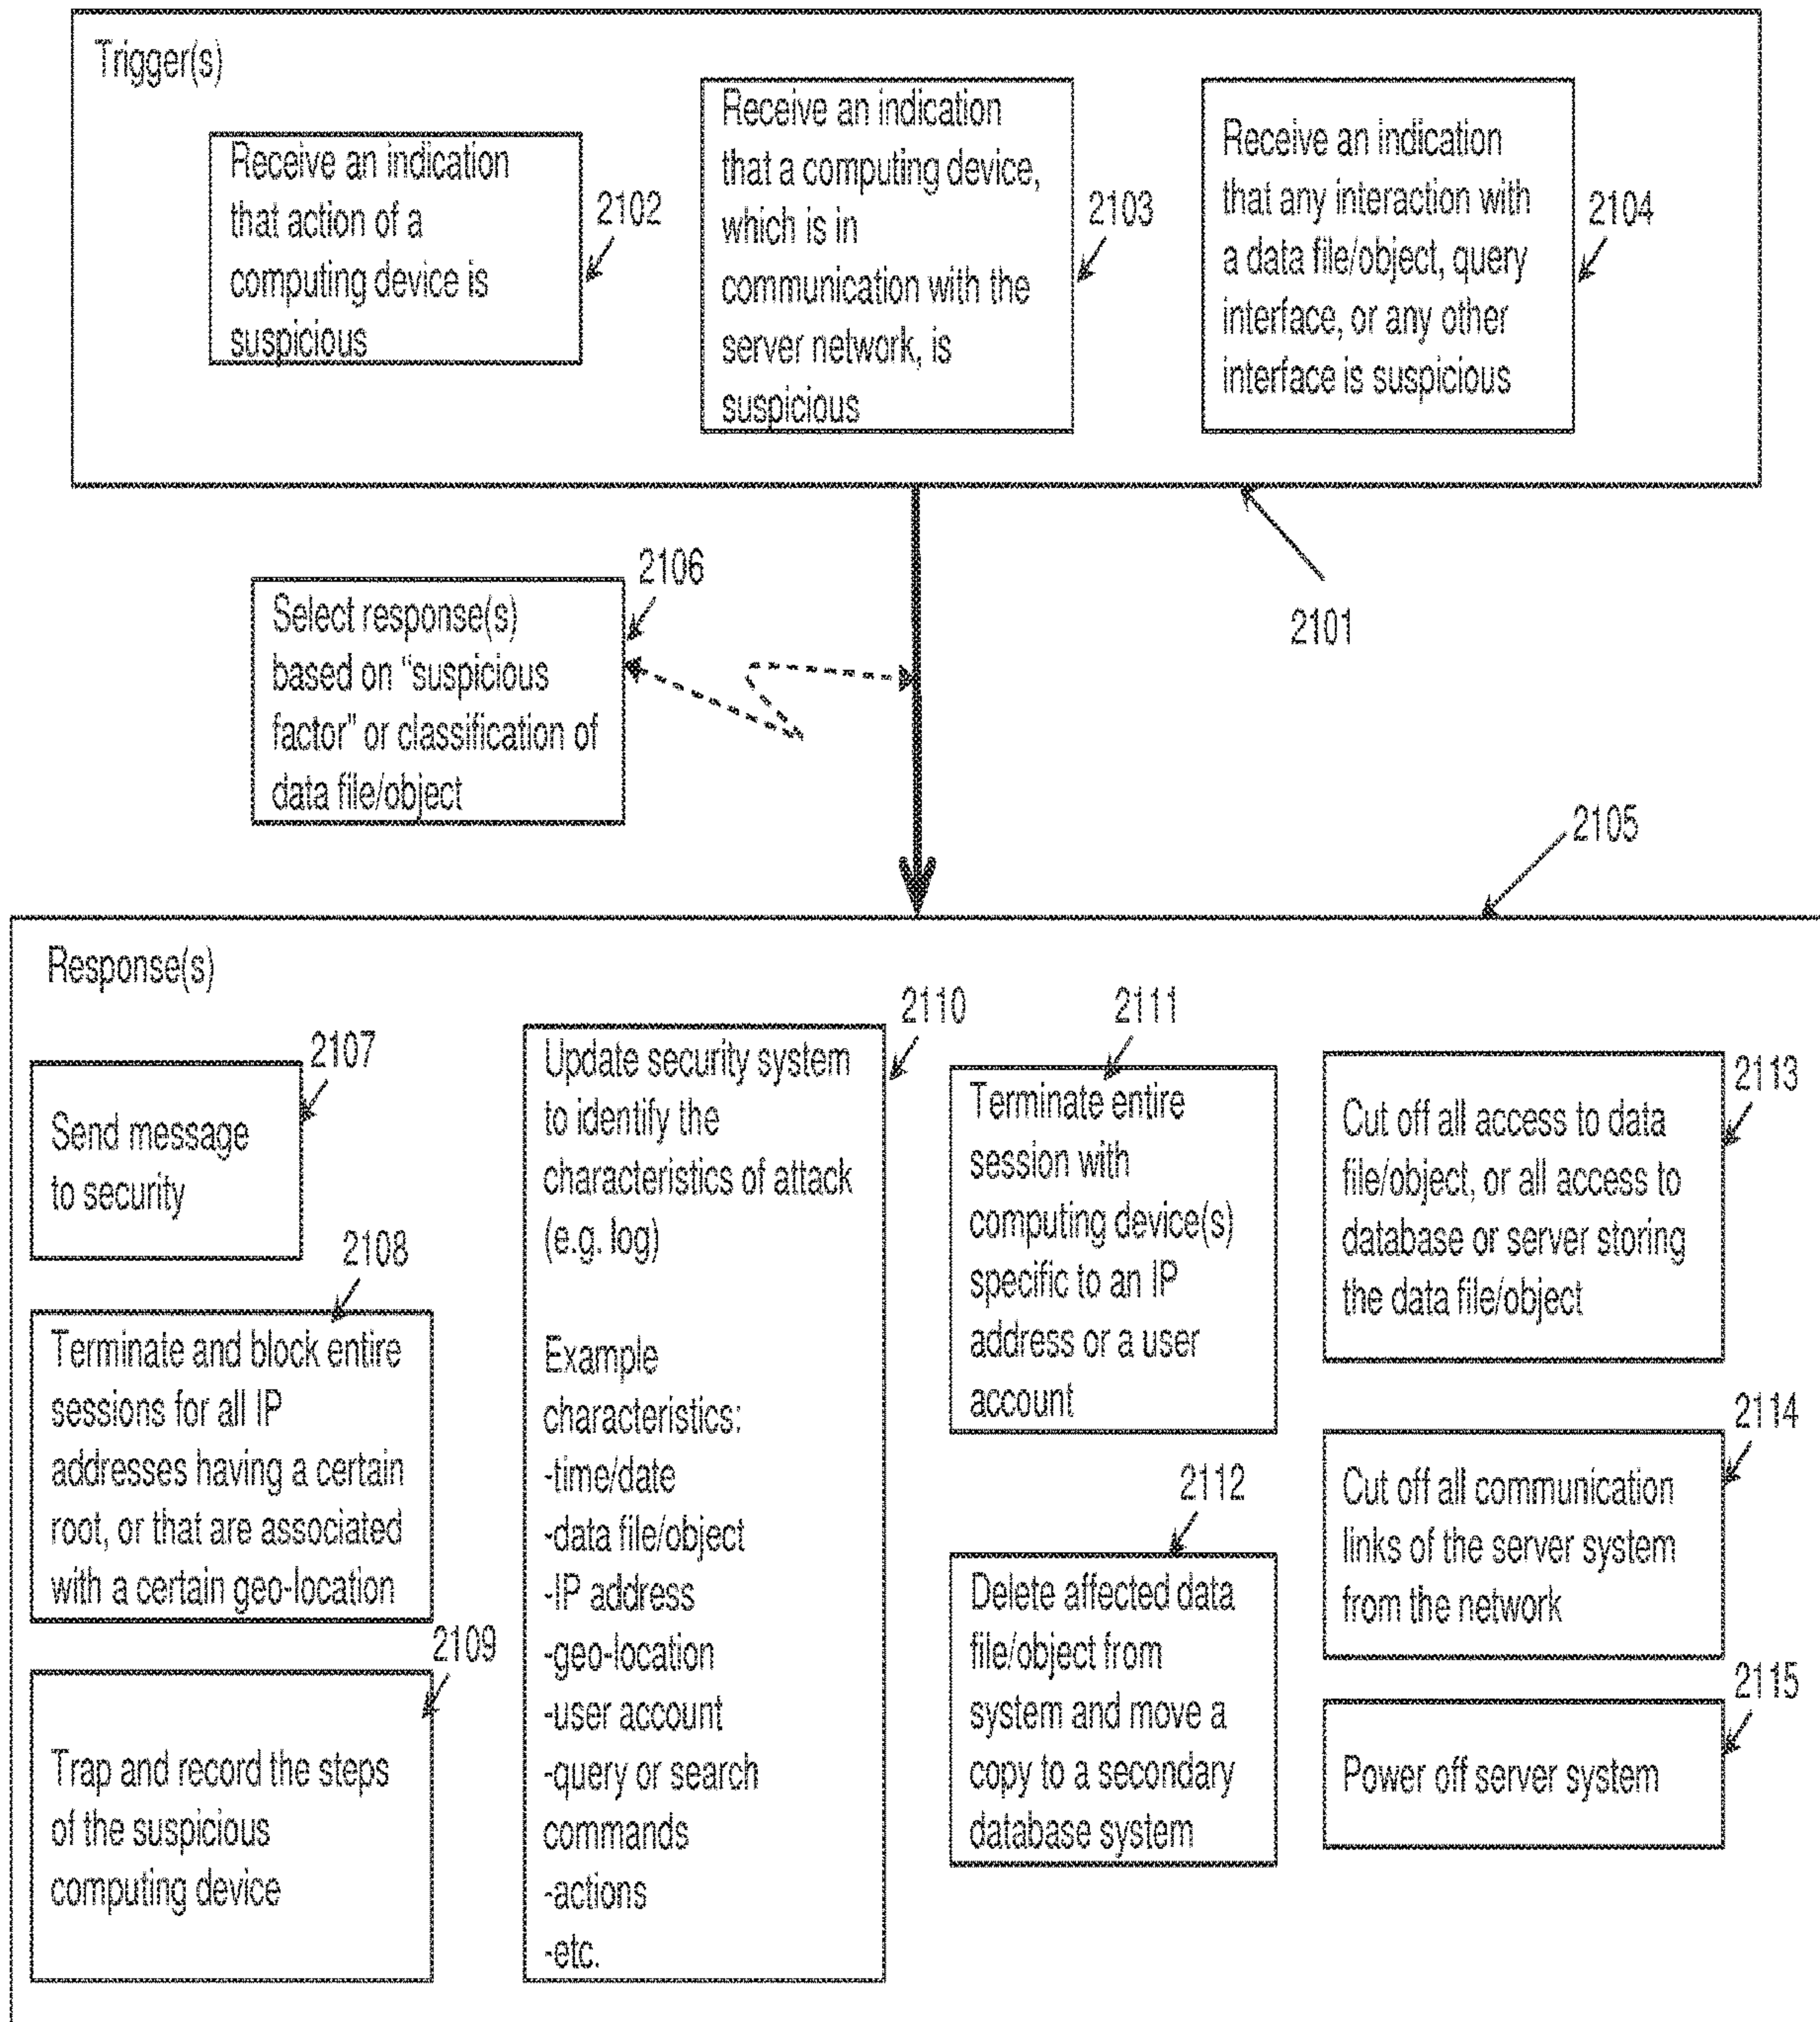 Trigger(s)
Receive an indication
that action of a
computing device is
suspicious
2102
Receive an indication
that a computing device,
which is in
communication with the
server network, is
suspicious
2103
Receive an indication
that any interaction with
a data file/object, query
interface, or any other
interface is suspicious
2104
2101
2106
Select response(s)
based on "suspicious
factor" or classification of
data file/object
2105
Response(s)
2107
Send message
to security
2108
Terminate and block entire
sessions for all IP
addresses having a certain
root, or that are associated
with a certain geo-location
2109
Trap and record the steps
of the suspicious
computing device
2110
Update security system
to identify the
characteristics of attack
(e.g. log)
Example
characteristics:
-time/date
-data file/object
-IP address
-geo-location
-user account
-query or search
commands
-actions
-etc.
2111
Terminate entire
session with
computing device(s)
specific to an IP
address or a user
account
2112
Delete affected data
file/object from
system and move a
copy to a secondary
database system
2113
Cut off all access to data
file/object, or all access to
database or server storing
the data file/object
2114
Cut off all communication
links of the server system
from the network
2115
Power off server system